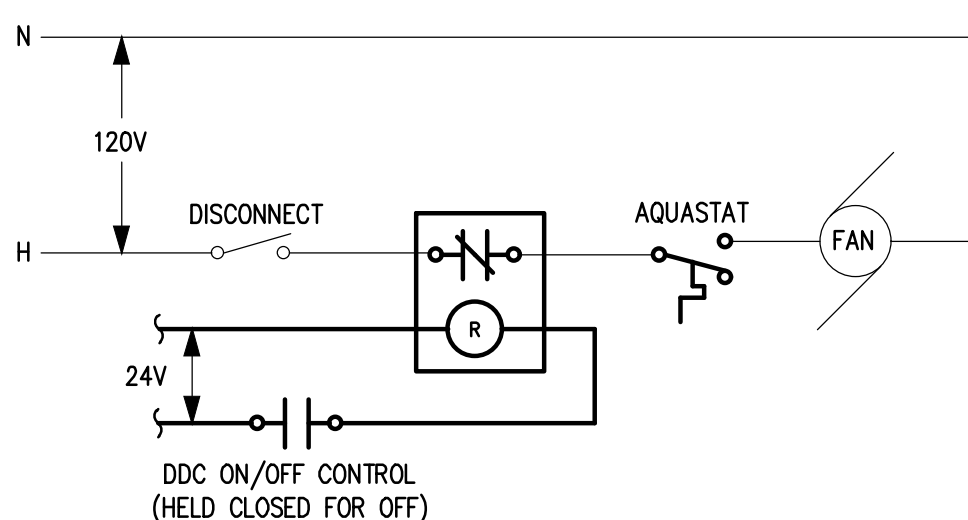 N
120V
DISCONNECT
AQUASTAT
H
FAN
R
24V
DDC ON/OFF CONTROL
(HELD CLOSED FOR OFF)